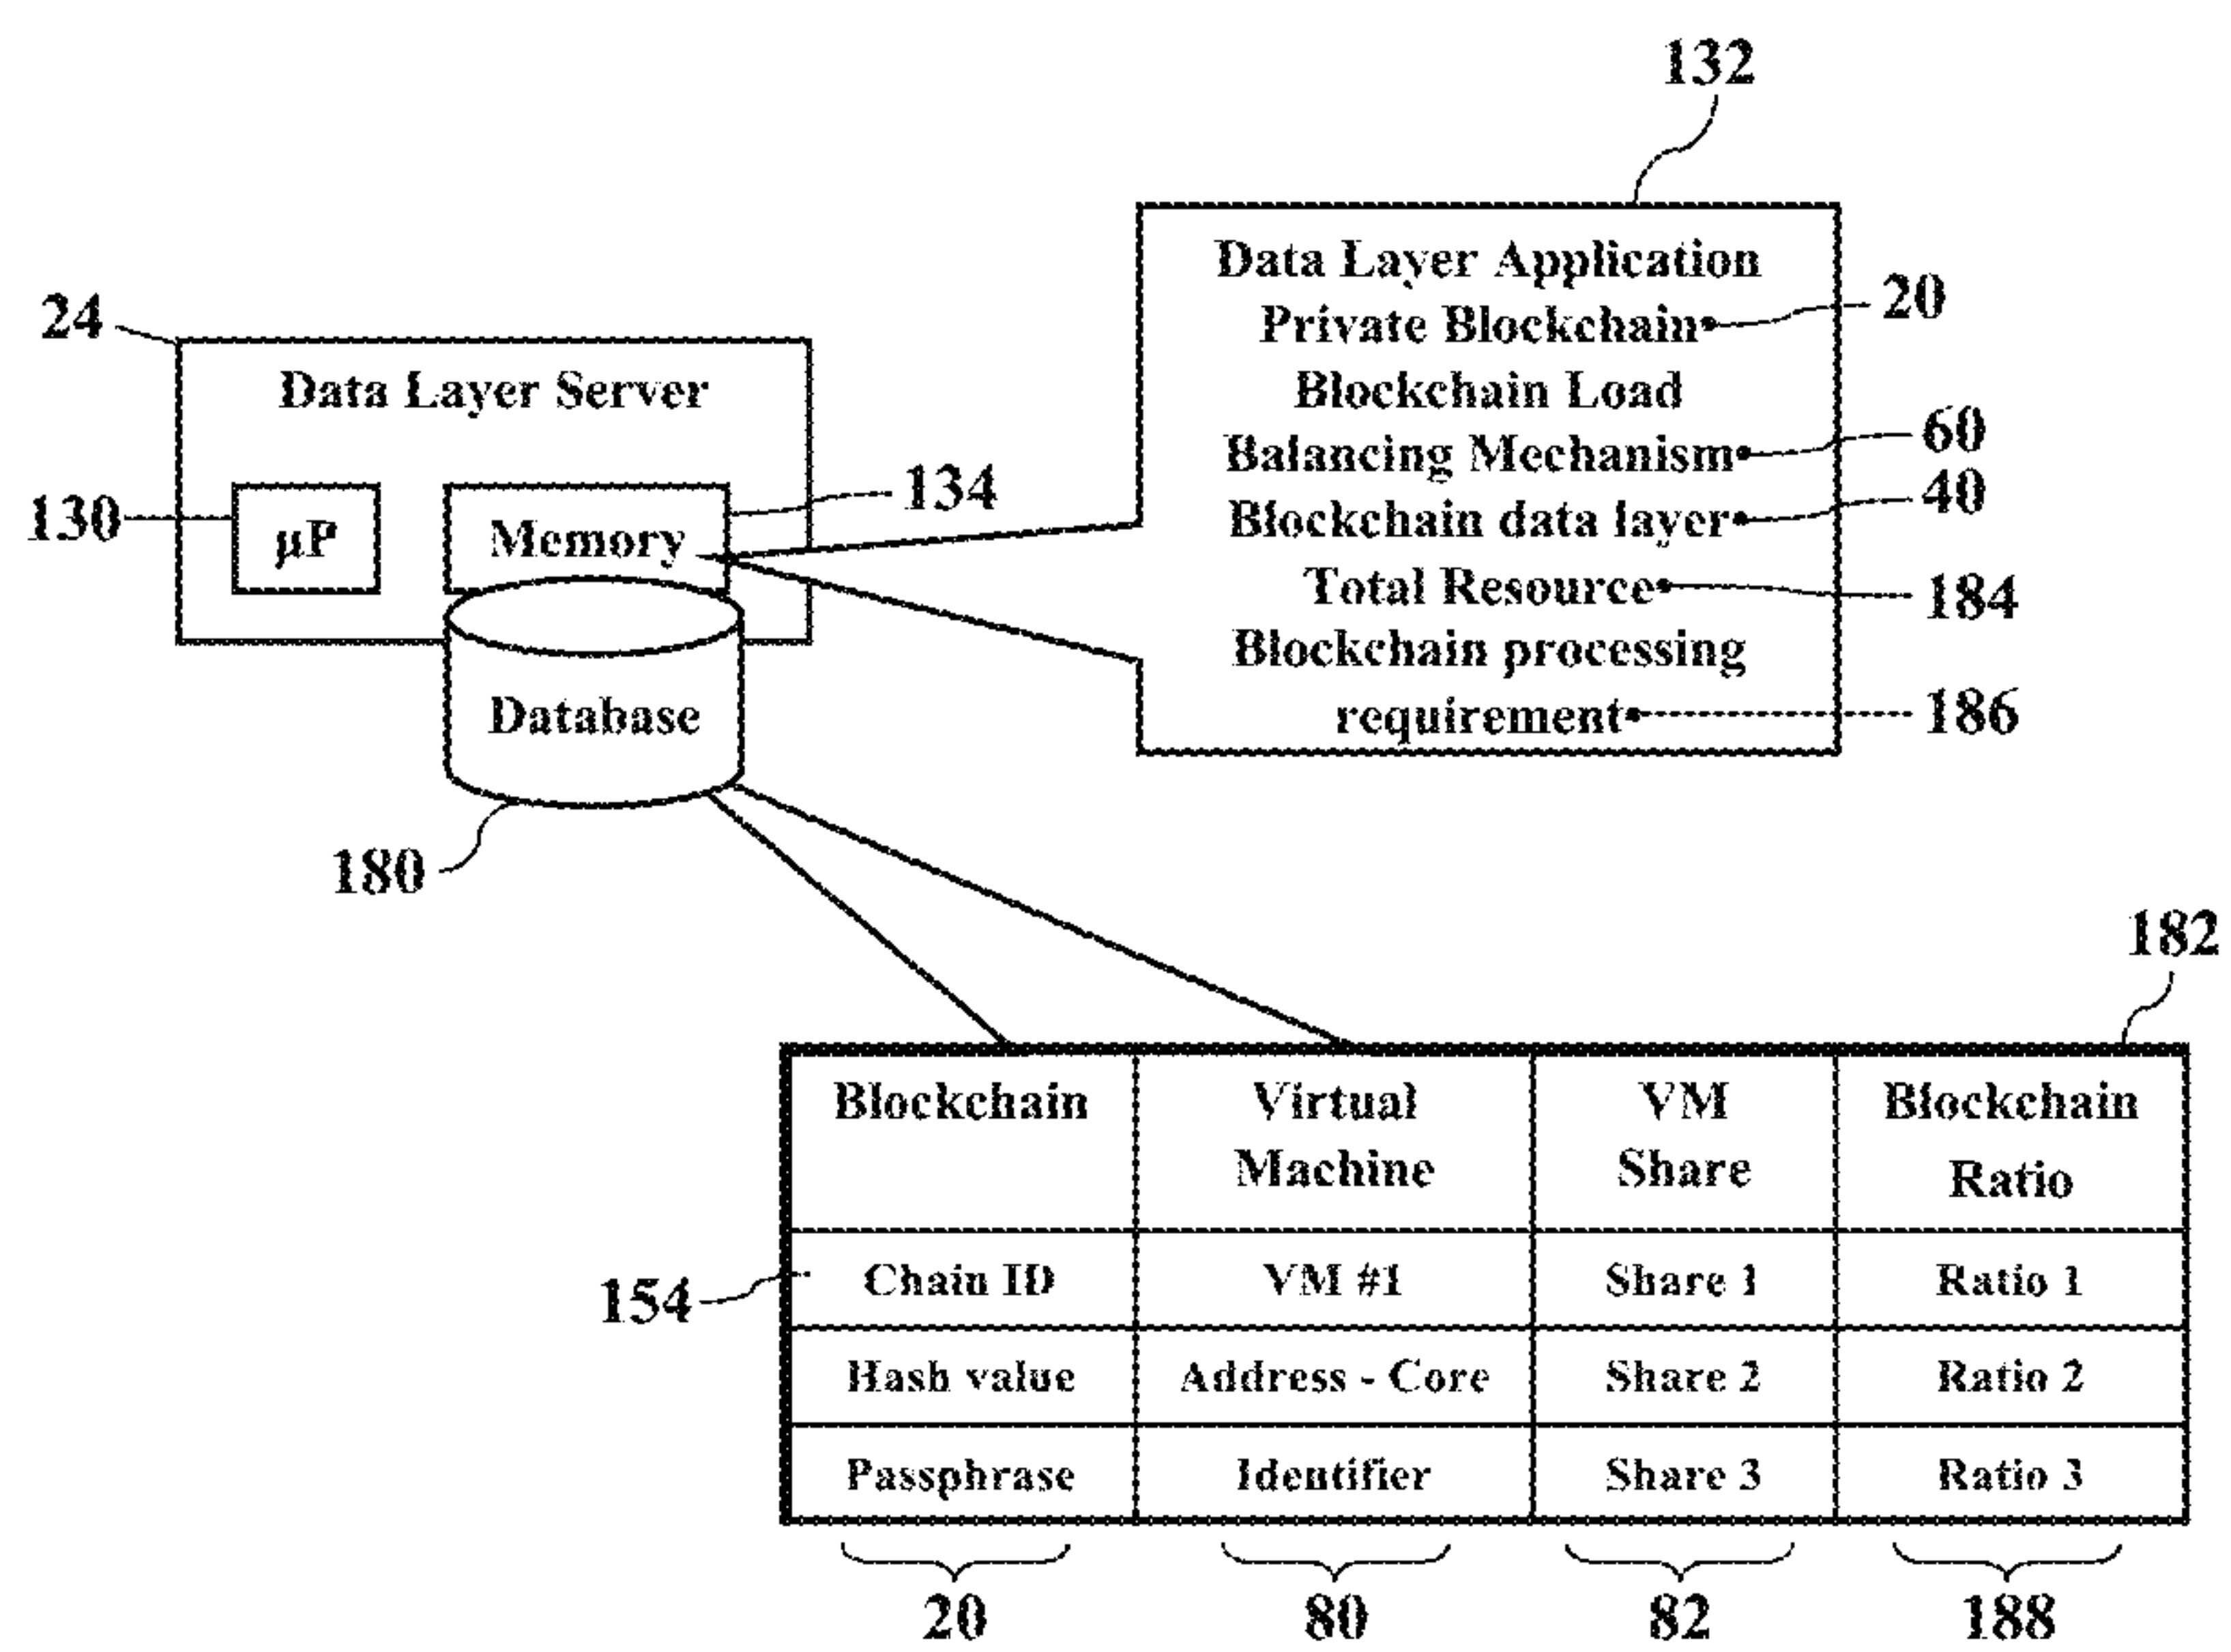 132
Data Layer Application
Private Blockchain
20
Blockchain Load
Balancing Mechanism
60
Blockchain data layer
40
Total Resource
184
Blockchain processing
requirement
186
24
Data Layer Server
130
µP
Memory
134
Database
180
182
Blockchain
Virtual
Machine
VM
Share
Blockchain
Ratio
154
Chain ID
VM #1
Share 1
Ratio 1
Hash value
Address - Core
Share 2
Ratio 2
Passphrase
Identifier
Share 3
Ratio 3
20
80
82
188